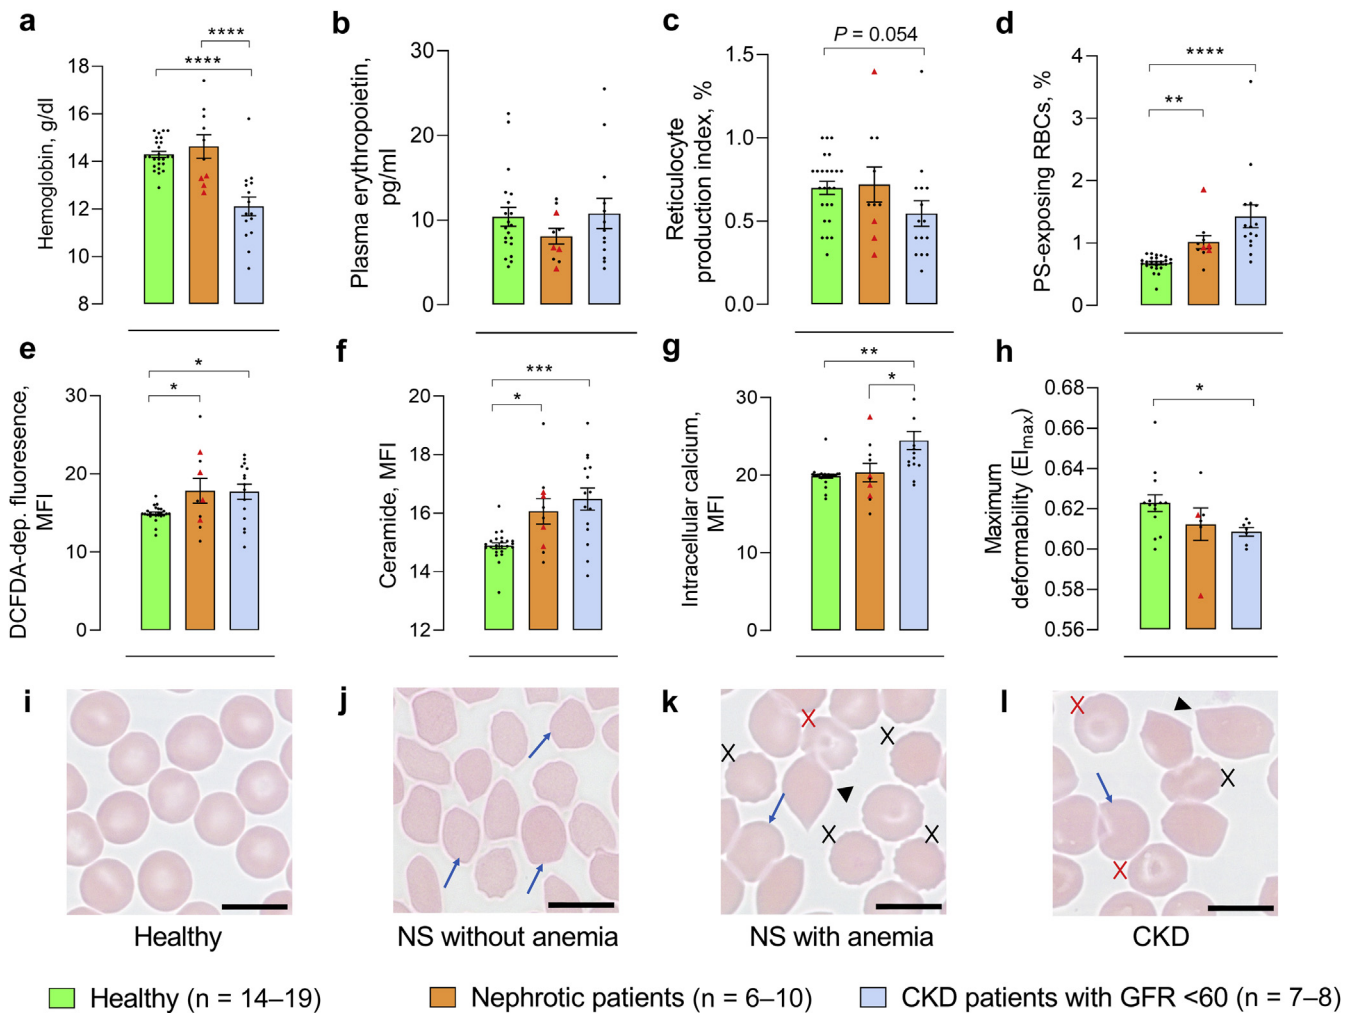 a
****
****
Hemoglobin, g/dl
18
16
14
12
10
8
b
Plasma erythropoietin,
pg/ml
30
20
10
0
c
P = 0.054
Reticulocyte
production index, %
1.5
1.0
0.5
0.0
d
****
**
PS-exposing RBCs, %
4
3
2
1
0
e
*
*
DCFDA-dep. fluoresence,
MFI
30
20
10
0
f
***
*
Ceramide, MFI
20
18
16
14
12
g
**
*
Intracellular calcium,
MFI
30
20
10
0
h
*
Maximum
deformability (EImax)
0.68
0.66
0.64
0.62
0.60
0.58
0.56
i
Healthy
j
NS without anemia
k
X
X
X
X
X
NS with anemia
l
X
X
X
CKD
Healthy (n = 14–19)
Nephrotic patients (n = 6–10)
CKD patients with GFR <60 (n = 7–8)